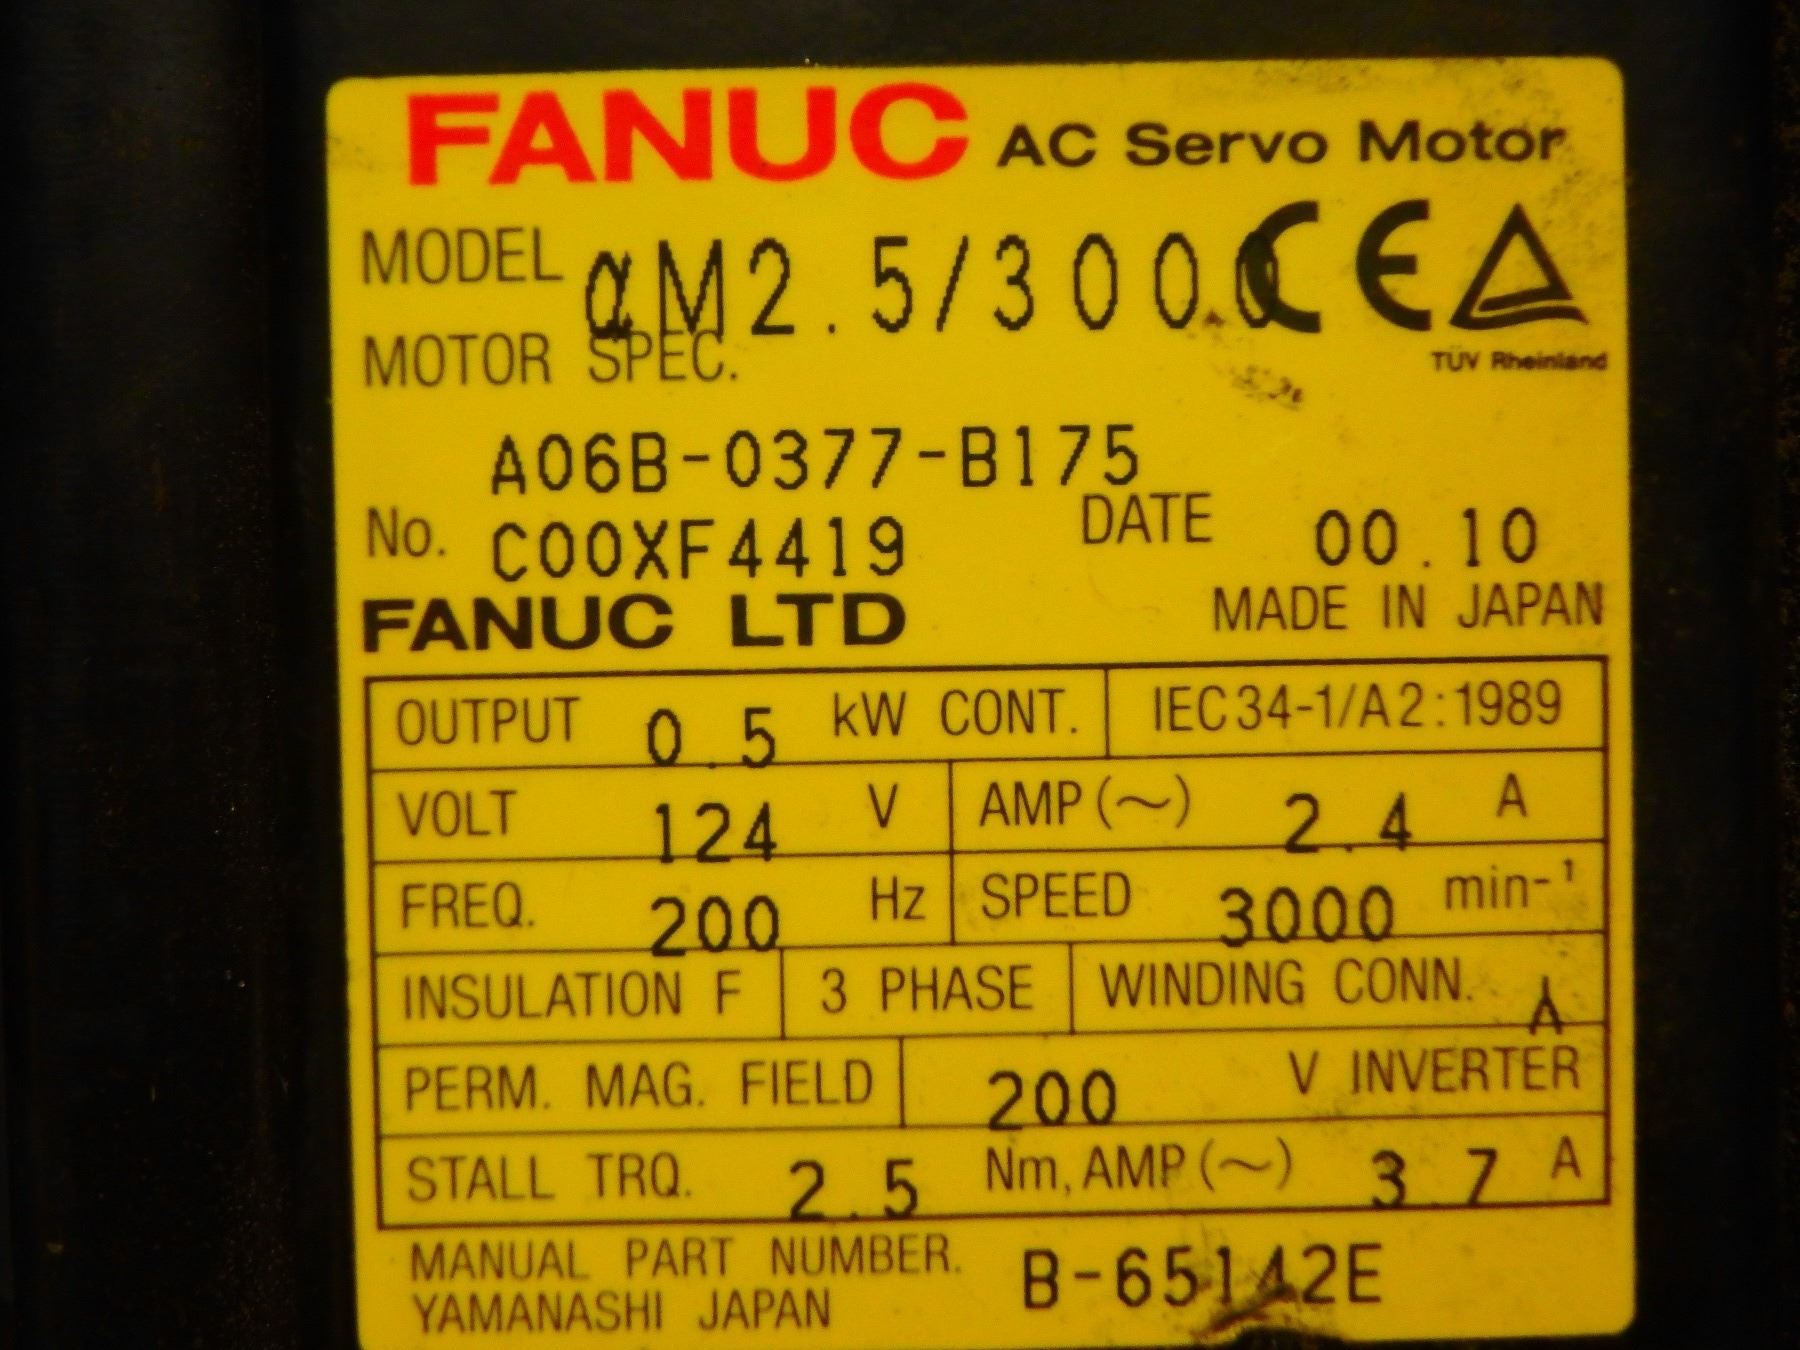 FANUC AC Servo Motor
MODEL αM2.5/3000 CE
MOTOR SPEC.
TÜV Rheinland
A06B-0377-B175
No. C00XF4419 DATE 00.10
FANUC LTD MADE IN JAPAN
OUTPUT 0.5 kW CONT. IEC34-1/A2:1989
VOLT 124 V AMP(~) 2.4 A
FREQ. 200 Hz SPEED 3000 min-¹
INSULATION F 3 PHASE WINDING CONN. Y
PERM. MAG. FIELD 200 V INVERTER
STALL TRQ. 2.5 Nm, AMP(~) 3.7 A
MANUAL PART NUMBER. B-65142E
YAMANASHI JAPAN